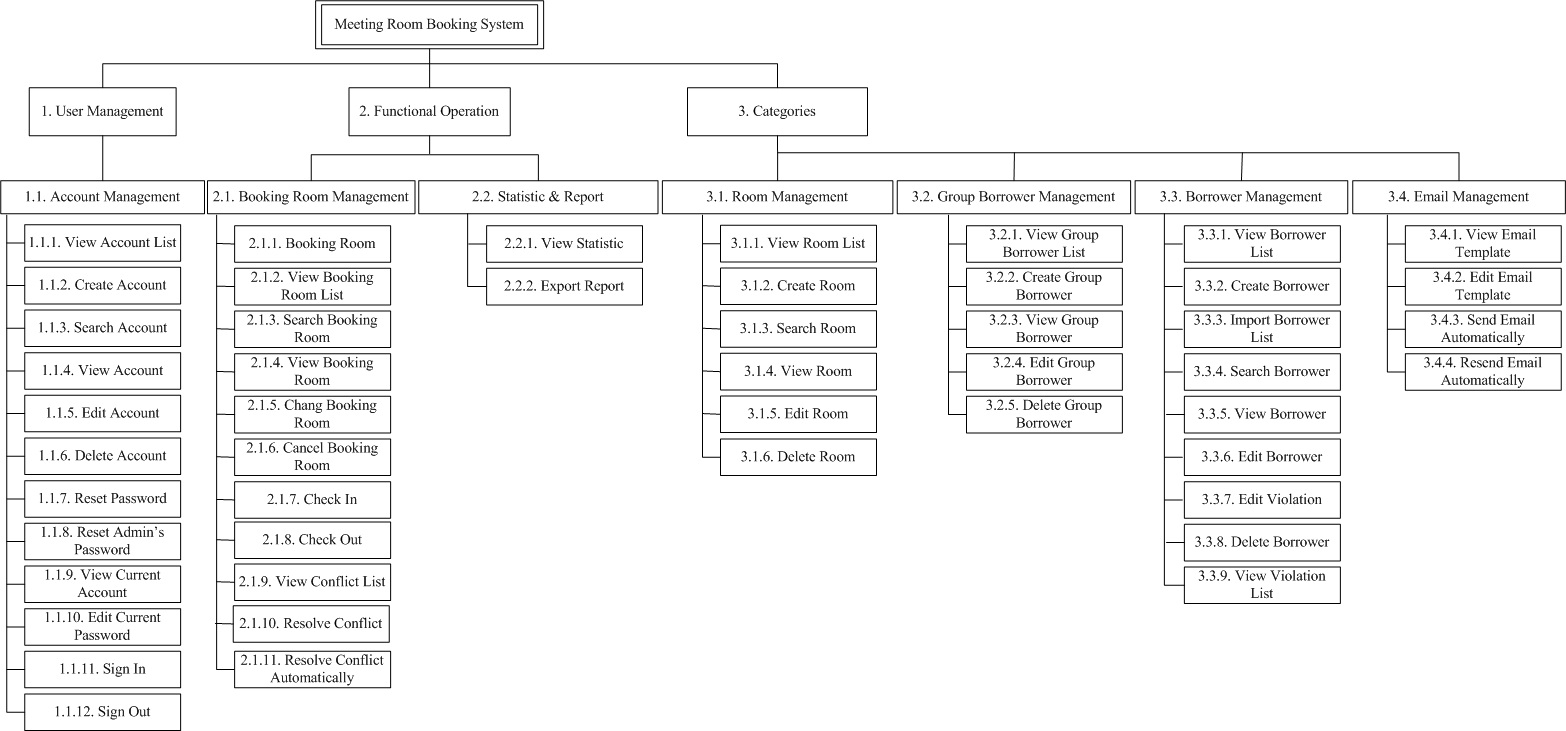 Meeting Room Booking System
1. User Management
2. Functional Operation
3. Categories
1.1. Account Management
2.1. Booking Room Management
2.2. Statistic & Report
3.1. Room Management
3.2. Group Borrower Management
3.3. Borrower Management
3.4. Email Management
1.1.1. View Account List
1.1.2. Create Account
1.1.3. Search Account
1.1.4. View Account
1.1.5. Edit Account
1.1.6. Delete Account
1.1.7. Reset Password
1.1.8. Reset Admin's
Password
1.1.9. View Current
Account
1.1.10. Edit Current
Password
1.1.11. Sign In
1.1.12. Sign Out
2.1.1. Booking Room
2.1.2. View Booking
Room List
2.1.3. Search Booking
Room
2.1.4. View Booking
Room
2.1.5. Chang Booking
Room
2.1.6. Cancel Booking
Room
2.1.7. Check In
2.1.8. Check Out
2.1.9. View Conflict List
2.1.10. Resolve Conflict
2.1.11. Resolve Conflict
Automatically
2.2.1. View Statistic
2.2.2. Export Report
3.1.1. View Room List
3.1.2. Create Room
3.1.3. Search Room
3.1.4. View Room
3.1.5. Edit Room
3.1.6. Delete Room
3.2.1. View Group
Borrower List
3.2.2. Create Group
Borrower
3.2.3. View Group
Borrower
3.2.4. Edit Group
Borrower
3.2.5. Delete Group
Borrower
3.3.1. View Borrower
List
3.3.2. Create Borrower
3.3.3. Import Borrower
List
3.3.4. Search Borrower
3.3.5. View Borrower
3.3.6. Edit Borrower
3.3.7. Edit Violation
3.3.8. Delete Borrower
3.3.9. View Violation
List
3.4.1. View Email
Template
3.4.2. Edit Email
Template
3.4.3. Send Email
Automatically
3.4.4. Resend Email
Automatically